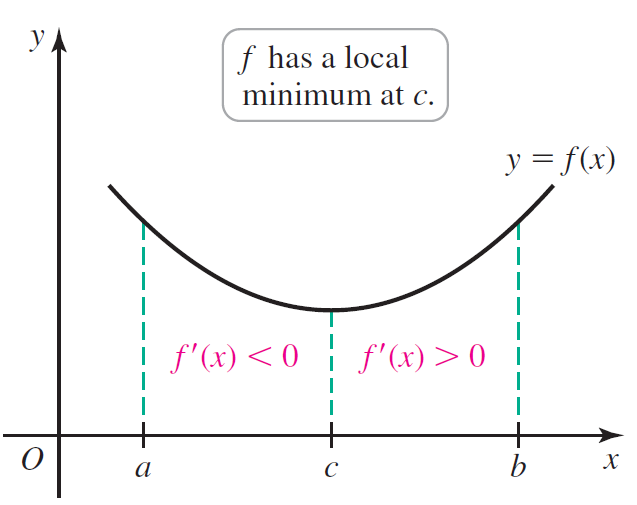 y
f has a local
minimum at c.
y = f(x)
f'(x) < 0
f'(x) > 0
O
a
c
b
x